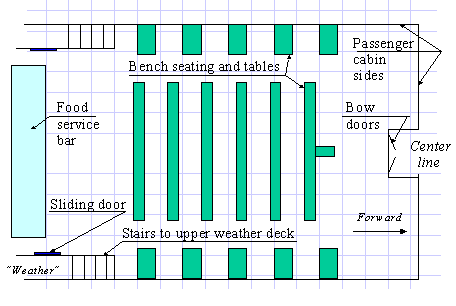 Passenger
cabin
sides
Bench seating and tables
Food
service
bar
Bow
doors
Center
line
Sliding door
Forward
Stairs to upper weather deck
"Weather"